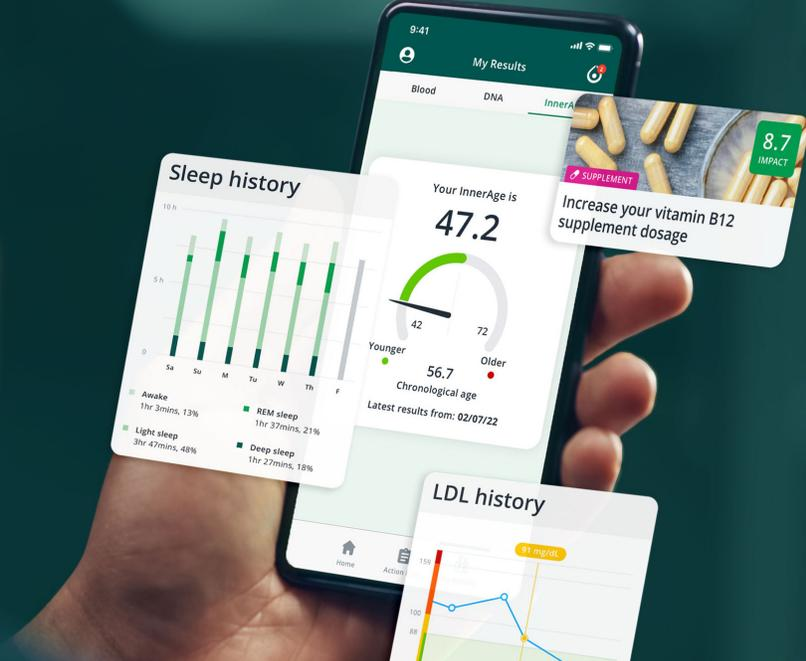 9:41
My Results
2
Blood
DNA
InnerA
8.7
IMPACT
SUPPLEMENT
Increase your vitamin B12
supplement dosage
Your InnerAge is
47.2
42
72
Younger
Older
56.7
Chronological age
Latest results from: 02/07/22
Sleep history
10 h
5 h
0
Sa
Su
M
Tu
W
Th
F
Awake
1hr 3mins, 13%
REM sleep
1hr 37mins, 21%
Light sleep
3hr 47mins, 48%
Deep sleep
1hr 27mins, 18%
Home
Action
LDL history
91 mg/dL
159
100
88